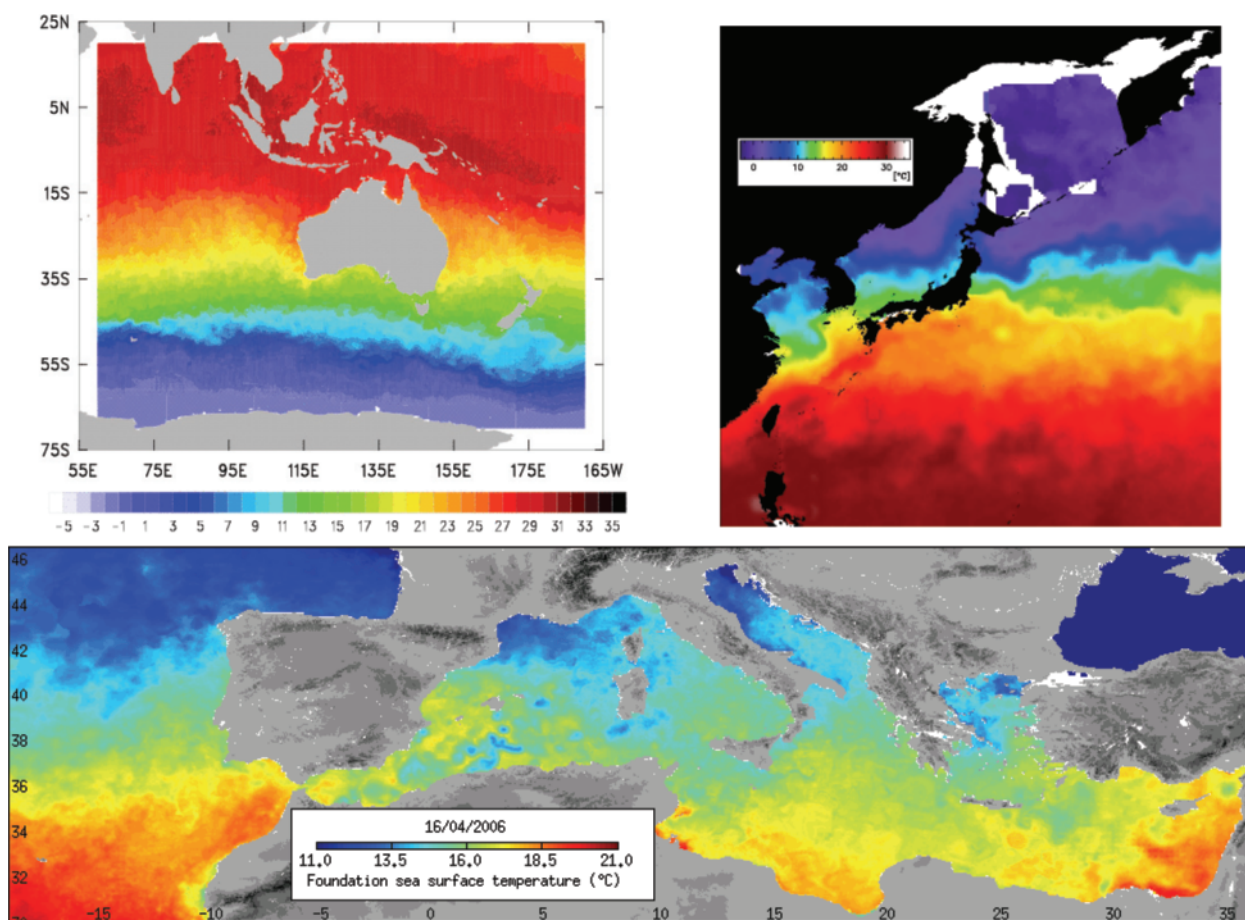 25N
5N
15S
35S
55S
75S
55E 75E 95E 115E 135E 155E 175E 165W
-5 -3 -1 1 3 5 7 9 11 13 15 17 19 21 23 25 27 29 31 33 35
0 10 20 30
[°C]
46
44
42
40
38
36
34
32
16/04/2006
11.0 13.5 16.0 18.5 21.0
Foundation sea surface temperature (°C)
-15 -10 -5 0 5 10 15 20 25 30 35